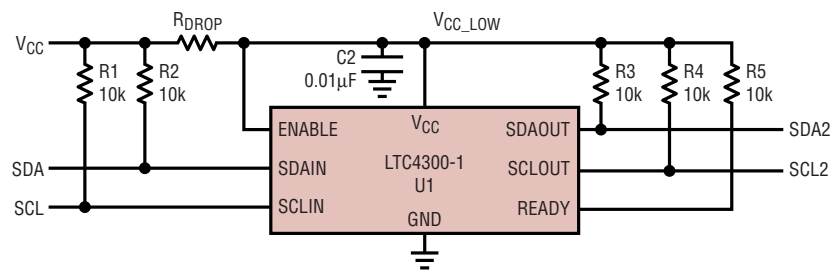 R_DROP
V_CC
V_CC_LOW
C2
0.01µF
R1
10k
R2
10k
R3
10k
R4
10k
R5
10k
ENABLE
V_CC
SDAOUT
SDA2
SDA
SDAIN
LTC4300-1
U1
SCLOUT
SCL2
SCL
SCLIN
GND
READY